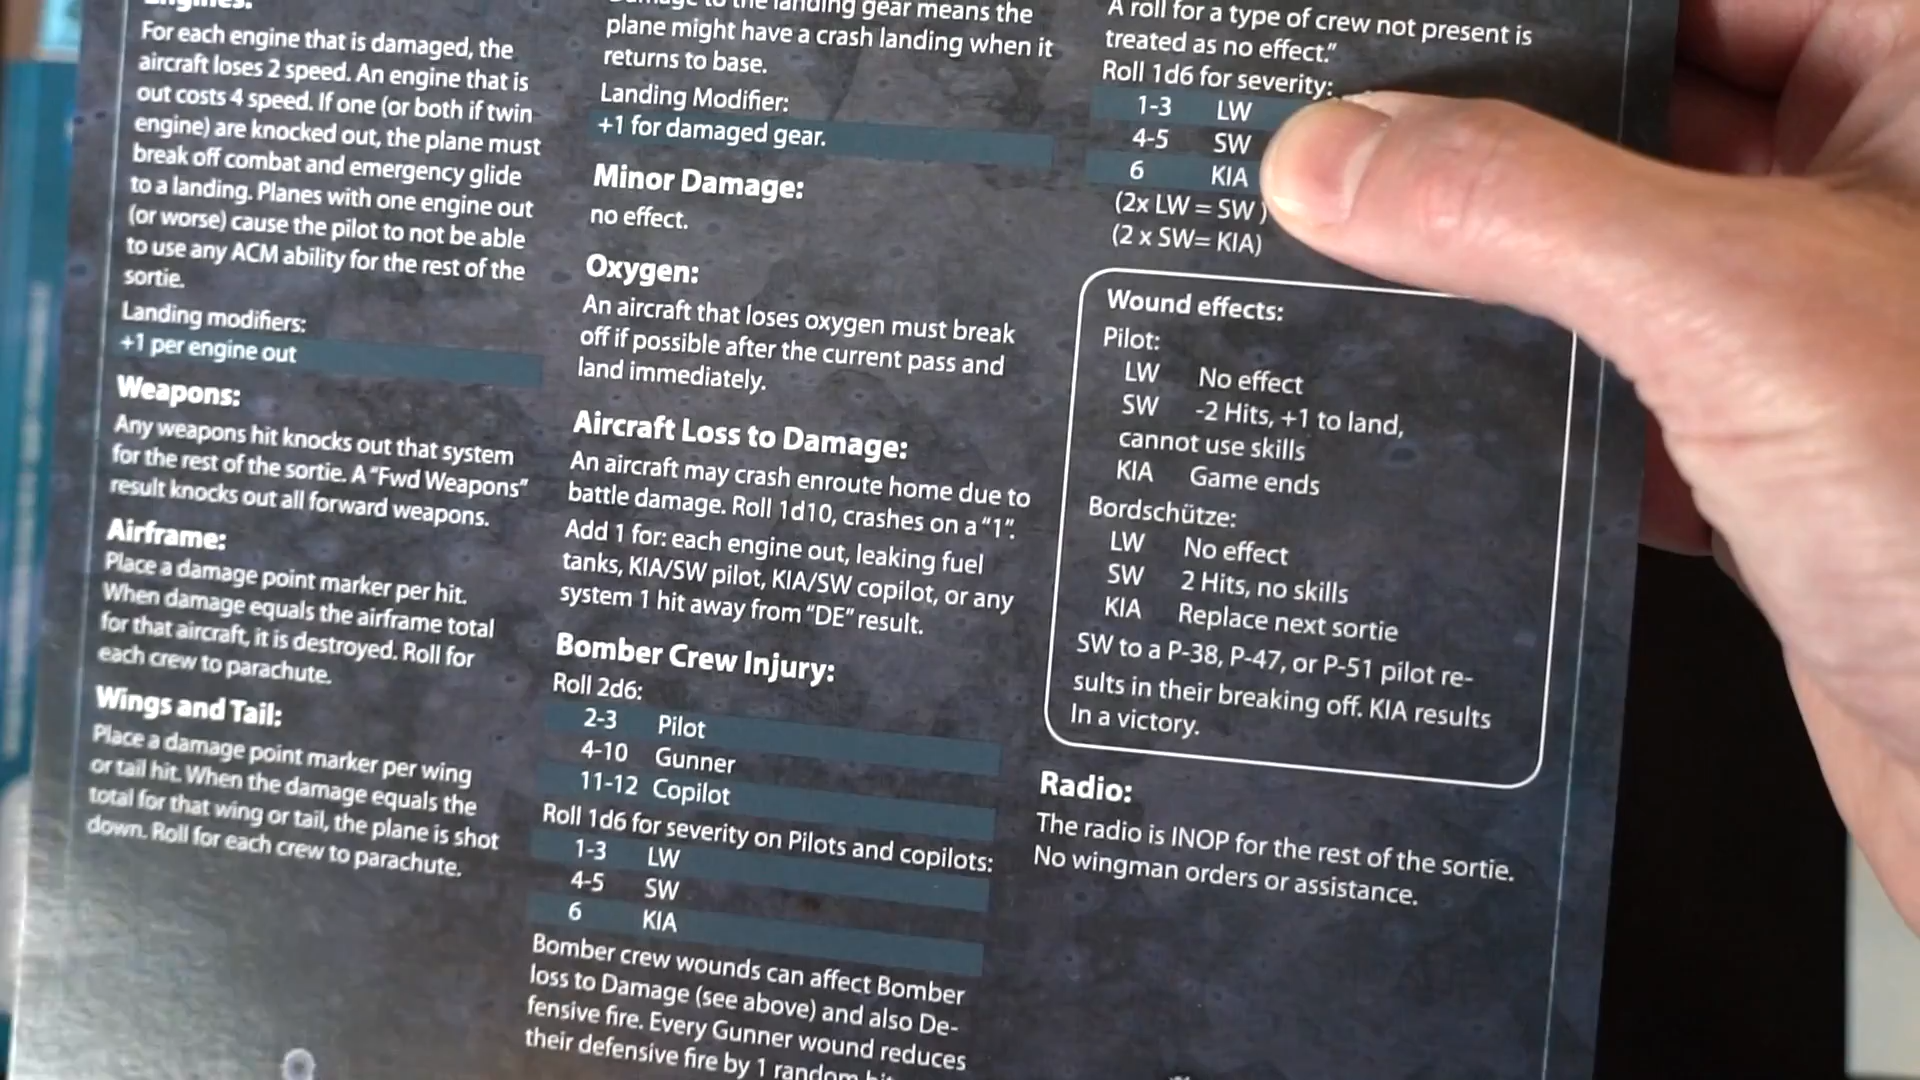 Engines:
For each engine that is damaged, the
aircraft loses 2 speed. An engine that is
out costs 4 speed. If one (or both if twin
engine) are knocked out, the plane must
break off combat and emergency glide
to a landing. Planes with one engine out
(or worse) cause the pilot to not be able
to use any ACM ability for the rest of the
sortie.
Landing modifiers:
+1 per engine out
Weapons:
Any weapons hit knocks out that system
for the rest of the sortie. A "Fwd Weapons"
result knocks out all forward weapons.
Airframe:
Place a damage point marker per hit.
When damage equals the airframe total
for that aircraft, it is destroyed. Roll for
each crew to parachute.
Wings and Tail:
Place a damage point marker per wing
or tail hit. When the damage equals the
total for that wing or tail, the plane is shot
down. Roll for each crew to parachute.
Damage to the landing gear means the
plane might have a crash landing when it
returns to base.
Landing Modifier:
+1 for damaged gear.
Minor Damage:
no effect.
Oxygen:
An aircraft that loses oxygen must break
off if possible after the current pass and
land immediately.
Aircraft Loss to Damage:
An aircraft may crash enroute home due to
battle damage. Roll 1d10, crashes on a "1".
Add 1 for: each engine out, leaking fuel
tanks, KIA/SW pilot, KIA/SW copilot, or any
system 1 hit away from "DE" result.
Bomber Crew Injury:
Roll 2d6:
2-3 Pilot
4-10 Gunner
11-12 Copilot
Roll 1d6 for severity on Pilots and copilots:
1-3 LW
4-5 SW
6 KIA
Bomber crew wounds can affect Bomber
loss to Damage (see above) and also De-
fensive fire. Every Gunner wound reduces
their defensive fire by 1 random
A roll for a type of crew not present is
treated as no effect."
Roll 1d6 for severity:
1-3 LW
4-5 SW
6 KIA
(2x LW = SW )
(2 x SW= KIA)
Wound effects:
Pilot:
LW No effect
SW -2 Hits, +1 to land,
cannot use skills
KIA Game ends
Bordschütze:
LW No effect
SW 2 Hits, no skills
KIA Replace next sortie
SW to a P-38, P-47, or P-51 pilot re-
sults in their breaking off. KIA results
In a victory.
Radio:
The radio is INOP for the rest of the sortie.
No wingman orders or assistance.